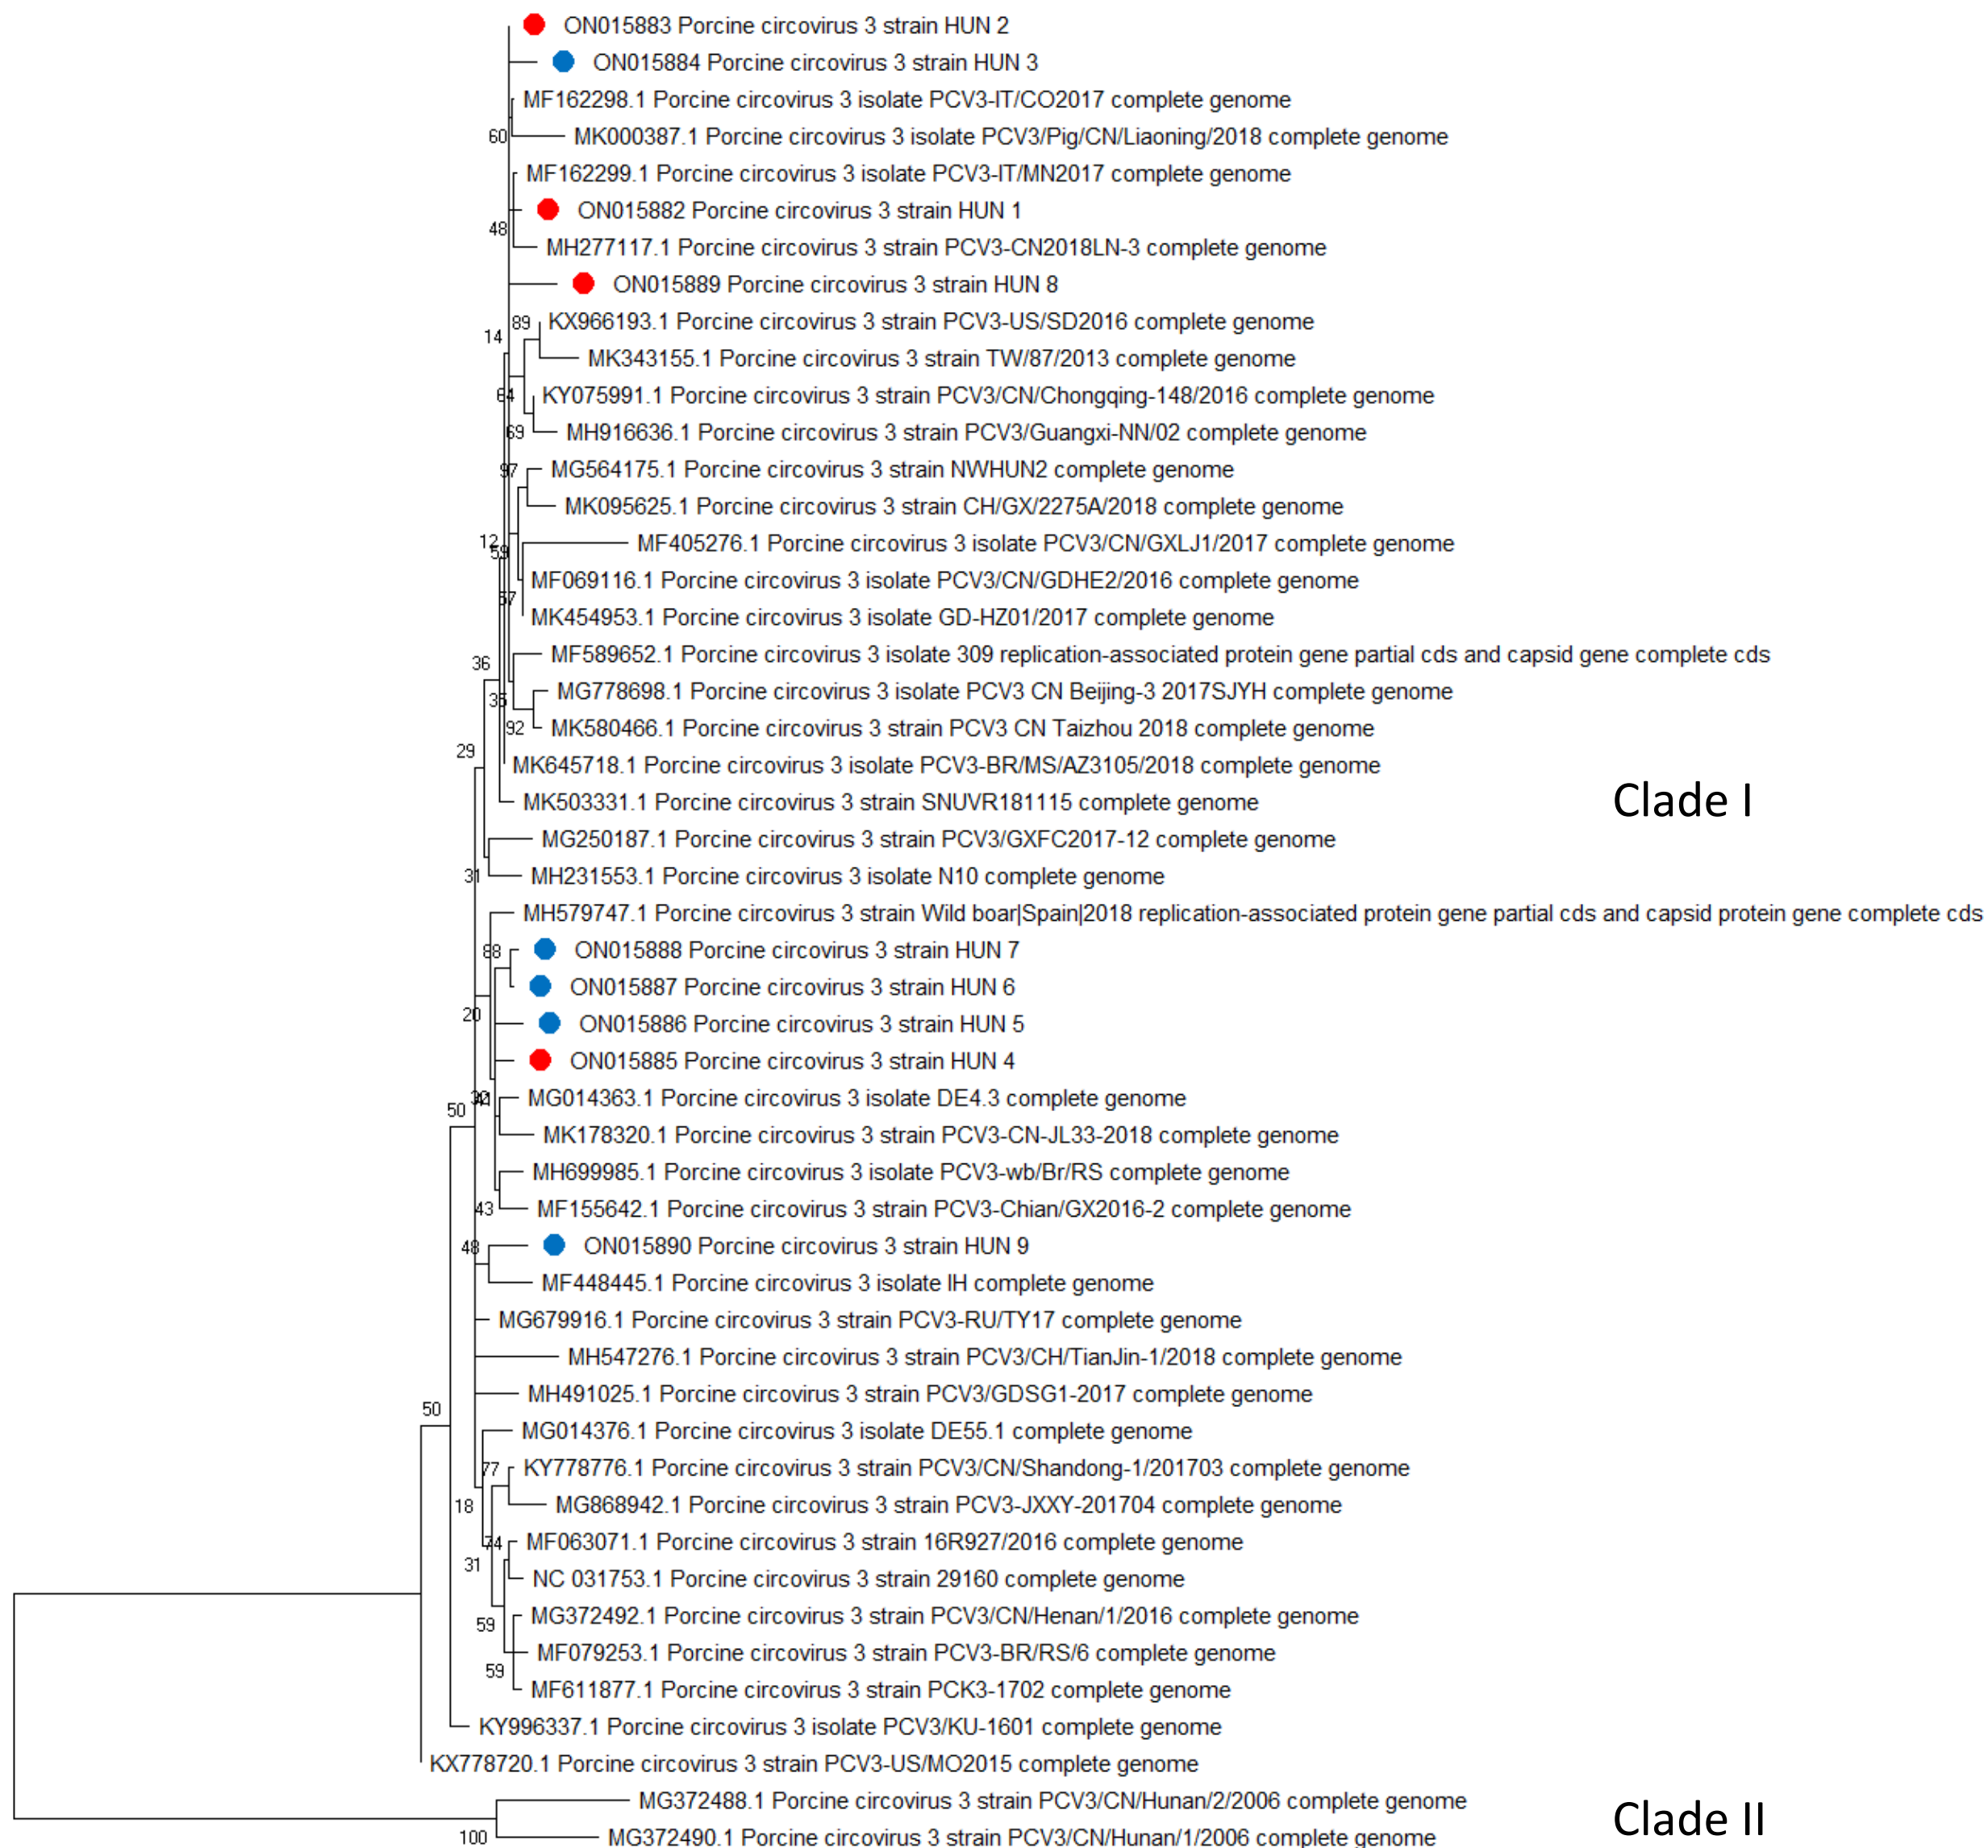 ON015883 Porcine circovirus 3 strain HUN 2
ON015884 Porcine circovirus 3 strain HUN 3
MF162298.1 Porcine circovirus 3 isolate PCV3-IT/CO2017 complete genome
60
MK000387.1 Porcine circovirus 3 isolate PCV3/Pig/CN/Liaoning/2018 complete genome
MF162299.1 Porcine circovirus 3 isolate PCV3-IT/MN2017 complete genome
ON015882 Porcine circovirus 3 strain HUN 1
48
MH277117.1 Porcine circovirus 3 strain PCV3-CN2018LN-3 complete genome
ON015889 Porcine circovirus 3 strain HUN 8
89
KX966193.1 Porcine circovirus 3 strain PCV3-US/SD2016 complete genome
14
MK343155.1 Porcine circovirus 3 strain TW/87/2013 complete genome
64
KY075991.1 Porcine circovirus 3 strain PCV3/CN/Chongqing-148/2016 complete genome
69
MH916636.1 Porcine circovirus 3 strain PCV3/Guangxi-NN/02 complete genome
97
MG564175.1 Porcine circovirus 3 strain NWHUN2 complete genome
MK095625.1 Porcine circovirus 3 strain CH/GX/2275A/2018 complete genome
12
59
MF405276.1 Porcine circovirus 3 isolate PCV3/CN/GXLJ1/2017 complete genome
MF069116.1 Porcine circovirus 3 isolate PCV3/CN/GDHE2/2016 complete genome
57
MK454953.1 Porcine circovirus 3 isolate GD-HZ01/2017 complete genome
36
MF589652.1 Porcine circovirus 3 isolate 309 replication-associated protein gene partial cds and capsid gene complete cds
35
MG778698.1 Porcine circovirus 3 isolate PCV3 CN Beijing-3 2017SJYH complete genome
92
MK580466.1 Porcine circovirus 3 strain PCV3 CN Taizhou 2018 complete genome
29
MK645718.1 Porcine circovirus 3 isolate PCV3-BR/MS/AZ3105/2018 complete genome
Clade I
MK503331.1 Porcine circovirus 3 strain SNUVR181115 complete genome
MG250187.1 Porcine circovirus 3 strain PCV3/GXFC2017-12 complete genome
31
MH231553.1 Porcine circovirus 3 isolate N10 complete genome
MH579747.1 Porcine circovirus 3 strain Wild boar|Spain|2018 replication-associated protein gene partial cds and capsid protein gene complete cds
88
ON015888 Porcine circovirus 3 strain HUN 7
ON015887 Porcine circovirus 3 strain HUN 6
20
ON015886 Porcine circovirus 3 strain HUN 5
ON015885 Porcine circovirus 3 strain HUN 4
50
MG014363.1 Porcine circovirus 3 isolate DE4.3 complete genome
MK178320.1 Porcine circovirus 3 strain PCV3-CN-JL33-2018 complete genome
MH699985.1 Porcine circovirus 3 isolate PCV3-wb/Br/RS complete genome
43
MF155642.1 Porcine circovirus 3 strain PCV3-Chian/GX2016-2 complete genome
48
ON015890 Porcine circovirus 3 strain HUN 9
MF448445.1 Porcine circovirus 3 isolate IH complete genome
MG679916.1 Porcine circovirus 3 strain PCV3-RU/TY17 complete genome
MH547276.1 Porcine circovirus 3 strain PCV3/CH/TianJin-1/2018 complete genome
MH491025.1 Porcine circovirus 3 strain PCV3/GDSG1-2017 complete genome
50
MG014376.1 Porcine circovirus 3 isolate DE55.1 complete genome
77
KY778776.1 Porcine circovirus 3 strain PCV3/CN/Shandong-1/201703 complete genome
18
MG868942.1 Porcine circovirus 3 strain PCV3-JXXY-201704 complete genome
74
MF063071.1 Porcine circovirus 3 strain 16R927/2016 complete genome
31
NC 031753.1 Porcine circovirus 3 strain 29160 complete genome
MG372492.1 Porcine circovirus 3 strain PCV3/CN/Henan/1/2016 complete genome
59
MF079253.1 Porcine circovirus 3 strain PCV3-BR/RS/6 complete genome
59
MF611877.1 Porcine circovirus 3 strain PCK3-1702 complete genome
KY996337.1 Porcine circovirus 3 isolate PCV3/KU-1601 complete genome
KX778720.1 Porcine circovirus 3 strain PCV3-US/MO2015 complete genome
MG372488.1 Porcine circovirus 3 strain PCV3/CN/Hunan/2/2006 complete genome
Clade II
100
MG372490.1 Porcine circovirus 3 strain PCV3/CN/Hunan/1/2006 complete genome